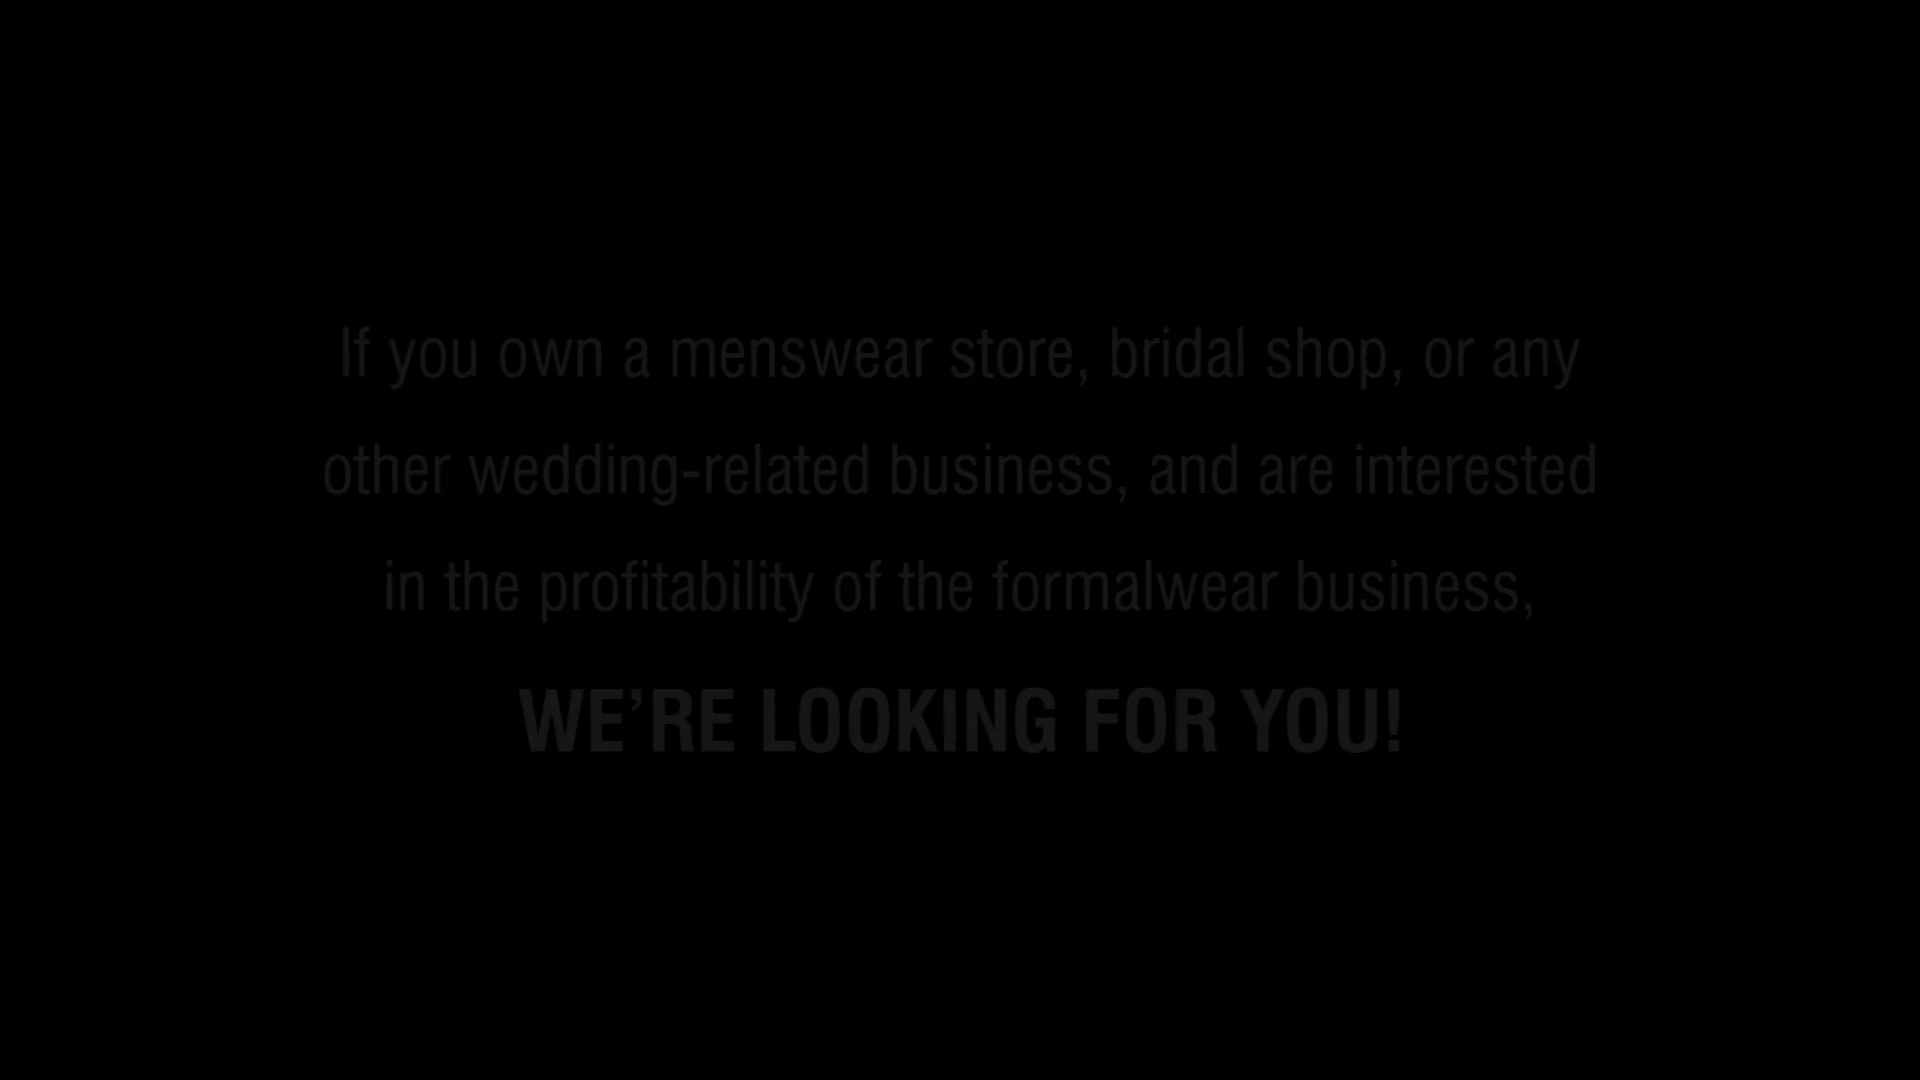 If you own a menswear store, bridal shop, or any
other wedding-related business, and are interested
in the profitability of the formalwear business,
WE’RE LOOKING FOR YOU!